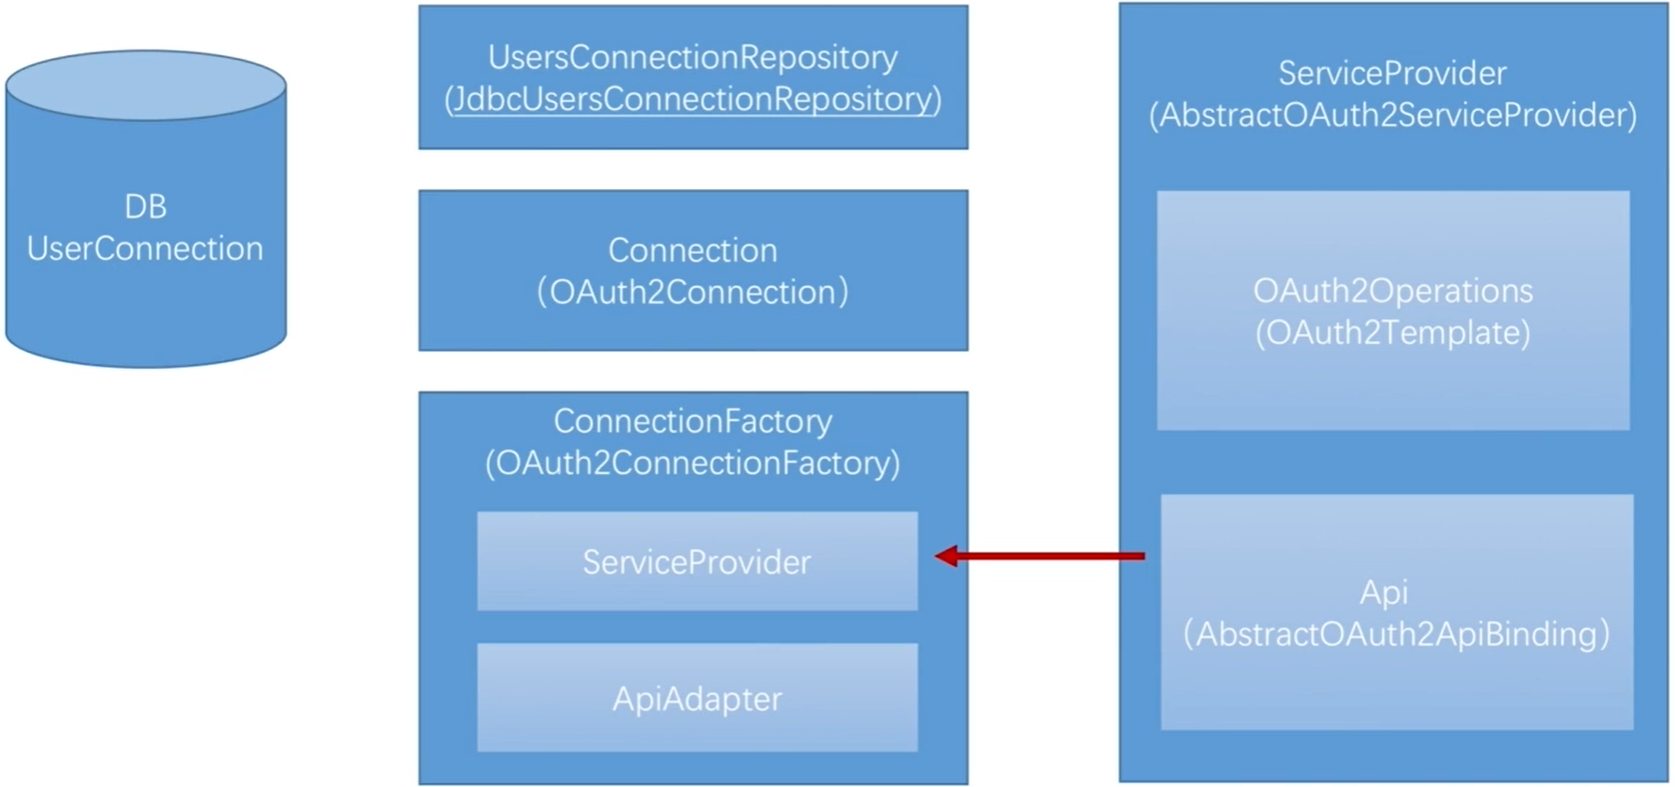 DB
UserConnection
UsersConnectionRepository
(JdbcUsersConnectionRepository)
Connection
（OAuth2Connection）
ConnectionFactory
(OAuth2ConnectionFactory)
ServiceProvider
ApiAdapter
ServiceProvider
(AbstractOAuth2ServiceProvider)
OAuth2Operations
(OAuth2Template)
Api
（AbstractOAuth2ApiBinding）